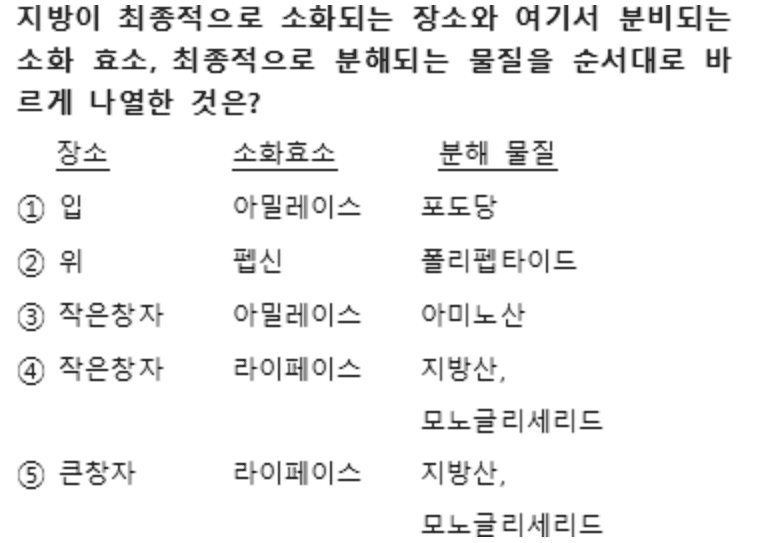 지방이 최종적으로 소화되는 장소와 여기서 분비되는
소화 효소, 최종적으로 분해되는 물질을 순서대로 바
르게 나열한 것은?
장소 소화효소 분해 물질
① 입 아밀레이스 포도당
② 위 펩신 폴리펩타이드
③ 작은창자 아밀레이스 아미노산
④ 작은창자 라이페이스 지방산,
모노글리세리드
⑤ 큰창자 라이페이스 지방산,
모노글리세리드